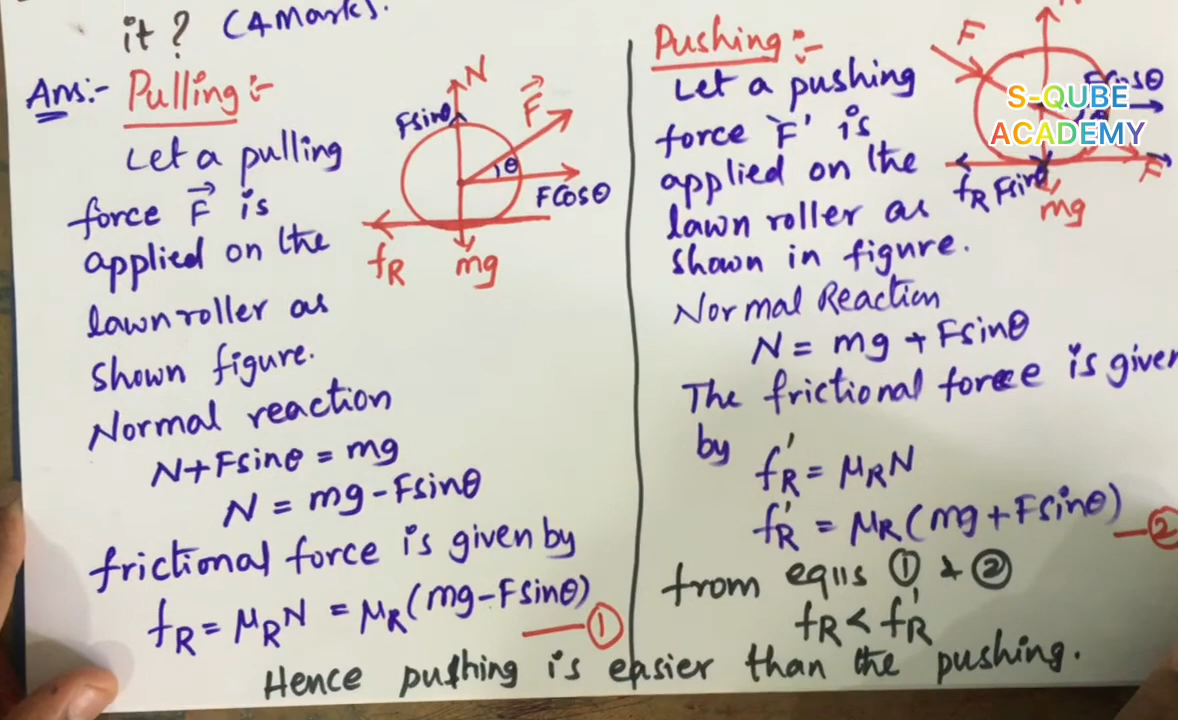 it? (4 Mark).
Ans:- Pulling:-
Let a pulling
force F is
applied on the
lawn roller as
shown figure.
Normal reaction
N+Fsinθ = mg
N = mg-Fsinθ
frictional force is given by
fR = μRN = μR(mg-Fsinθ)
—①
N
Fsinθ
F
θ
FCosθ
fR
mg
Pushing:-
Let a pushing
force 'F' is
applied on the
lawn roller as
shown in figure.
Normal Reaction
N = mg + Fsinθ
The frictional force is given
by
f'R = μRN
f'R = μR(mg+Fsinθ)
—②
from eqns ① & ②
fR < f'R
F
FCosθ
θ
S-QUBE
ACADEMY
fR
Fsinθ
F
mg
Hence pushing is easier than the pushing.